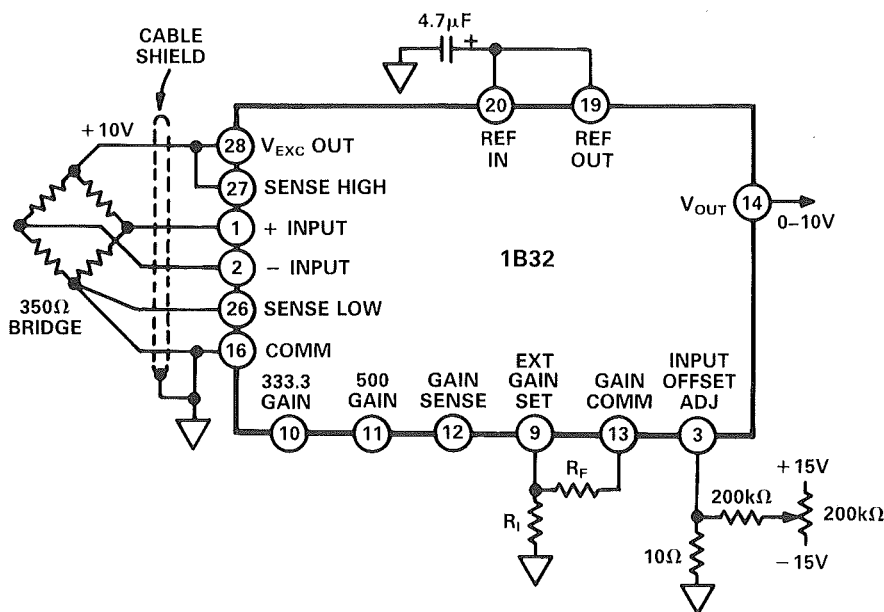 4.7μF
+
CABLE
SHIELD
20
19
REF
IN
REF
OUT
+10V
28 VEXC OUT
27 SENSE HIGH
1 + INPUT
2 – INPUT
26 SENSE LOW
16 COMM
350Ω
BRIDGE
1B32
VOUT 14
0–10V
333.3
GAIN
500
GAIN
GAIN
SENSE
EXT
GAIN
SET
GAIN
COMM
INPUT
OFFSET
ADJ
10
11
12
9
13
3
RF
RI
+15V
200kΩ
200kΩ
10Ω
–15V